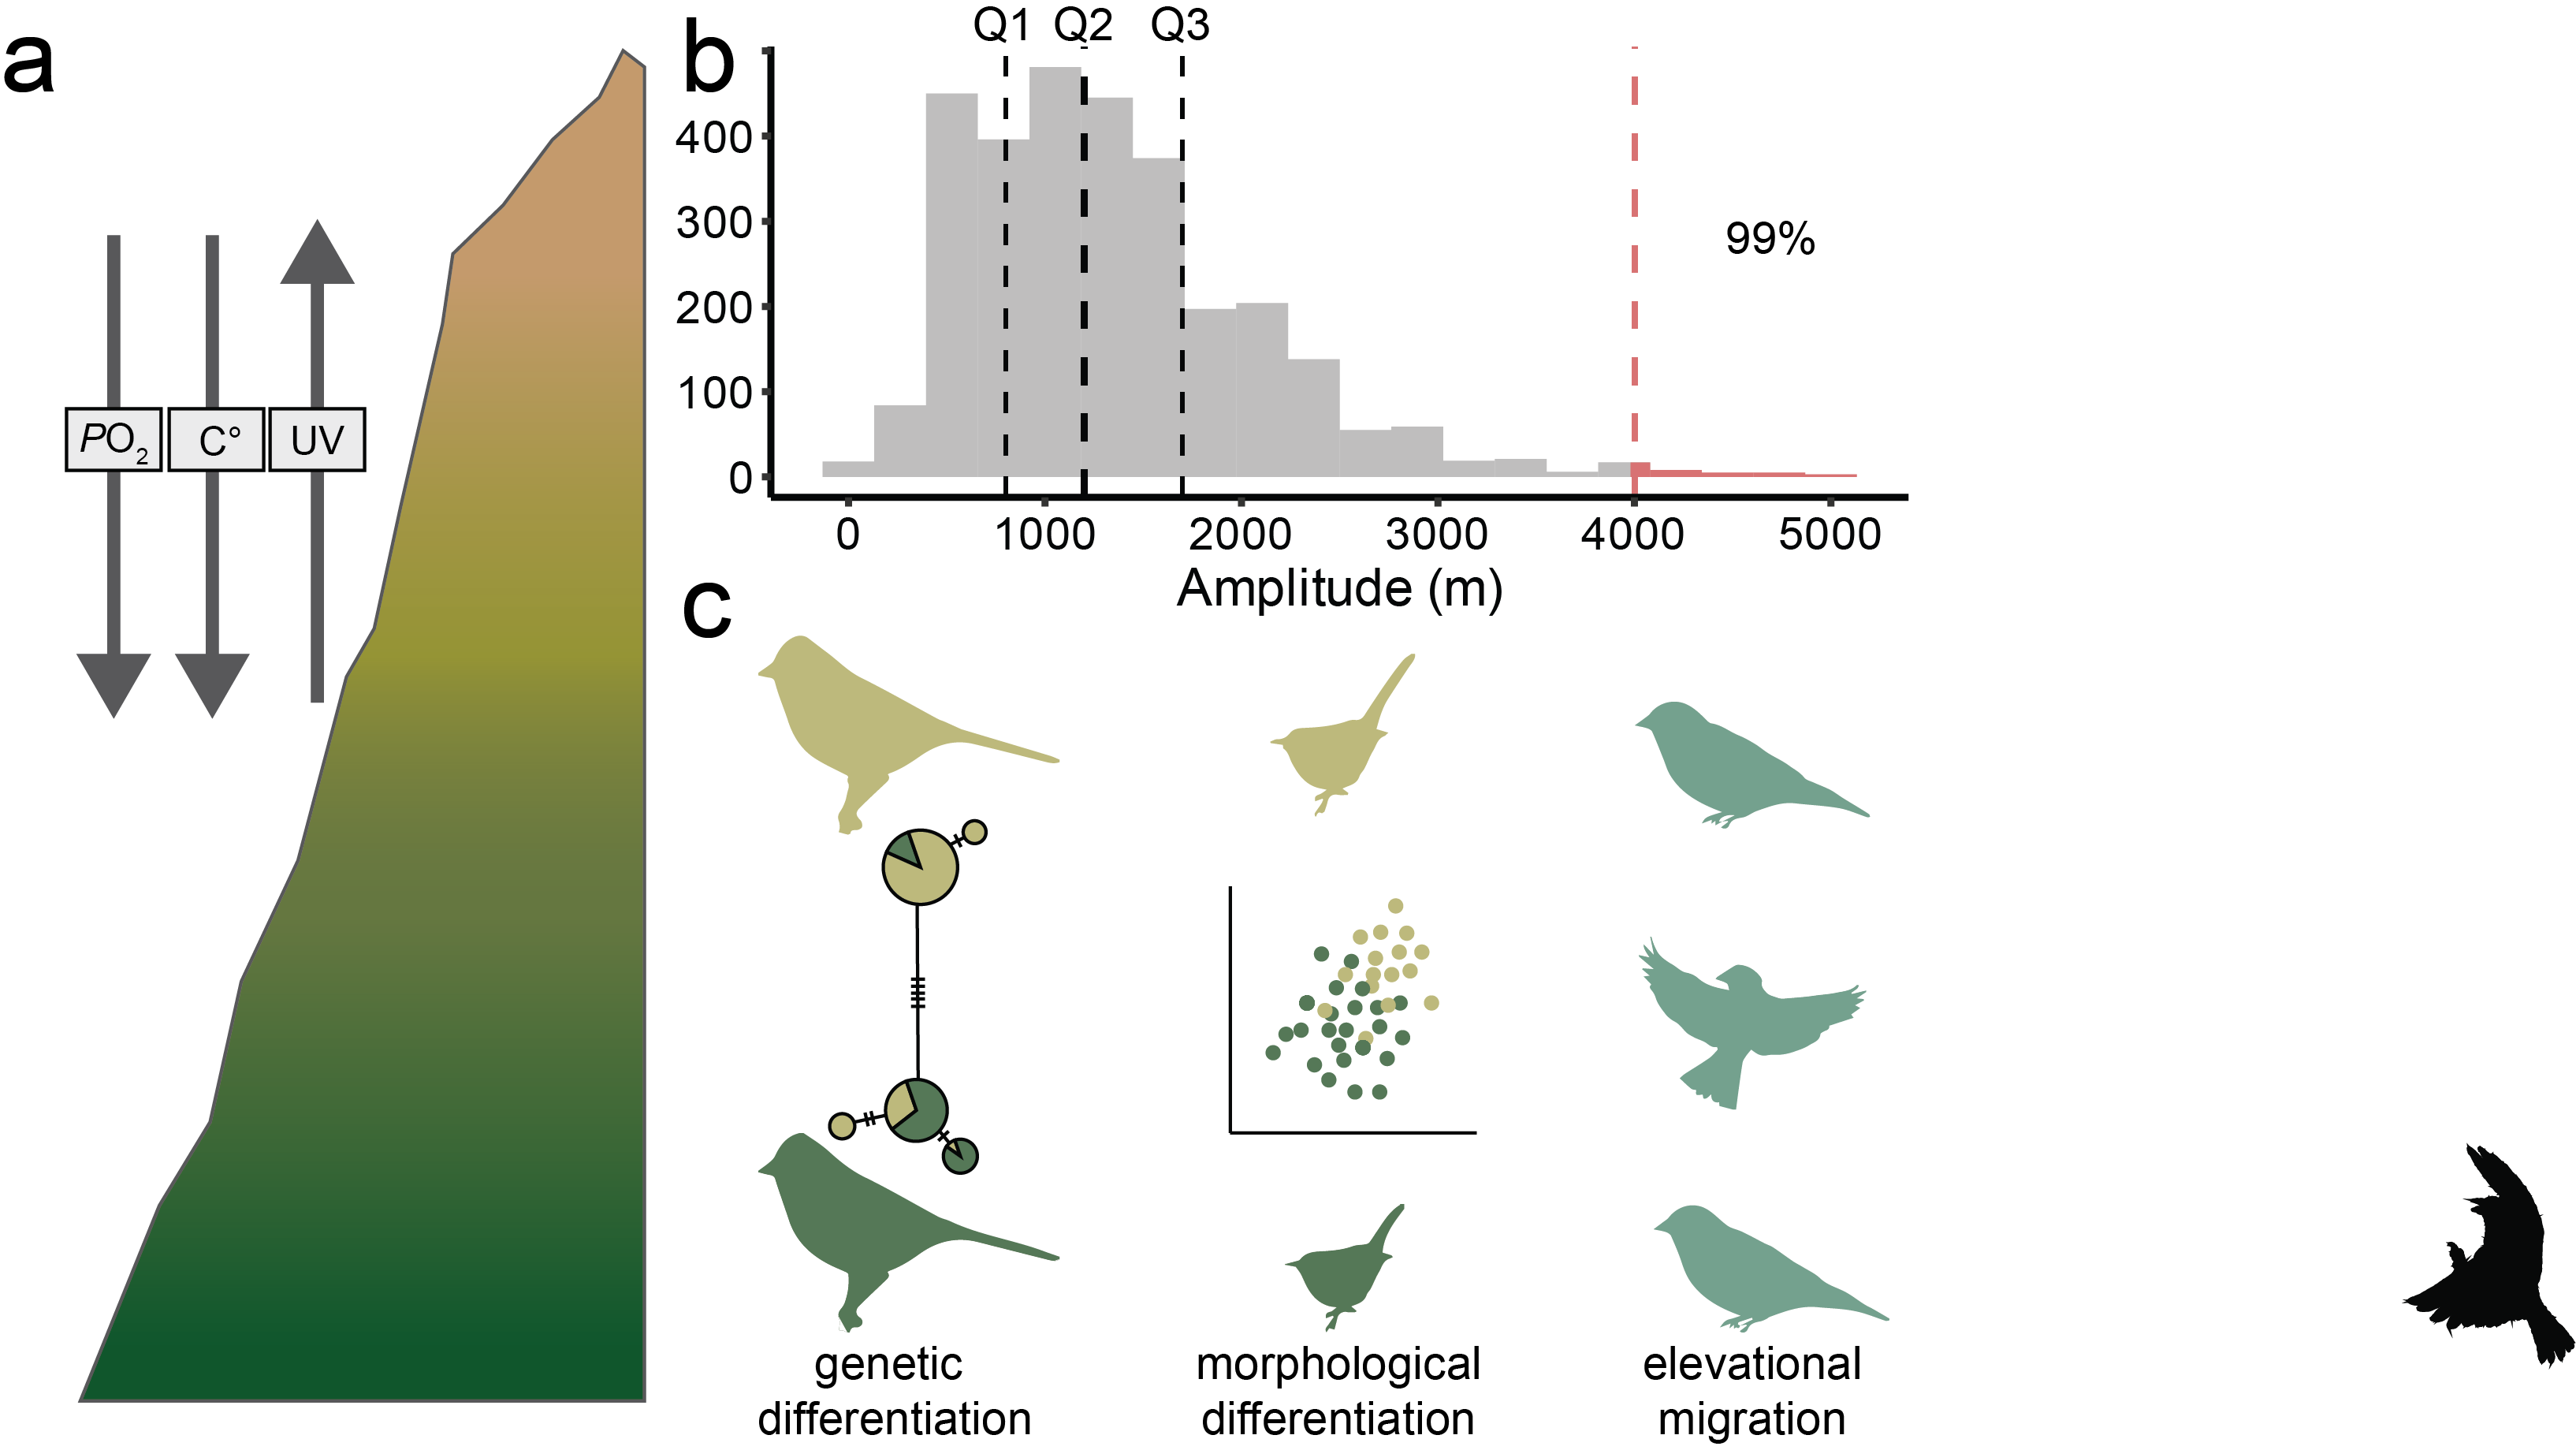 a
PO2
C°
UV
b
Q1 Q2 Q3
400
300
200
100
0
99%
0 1000 2000 3000 4000 5000
Amplitude (m)
c
genetic
differentiation
morphological
differentiation
elevational
migration